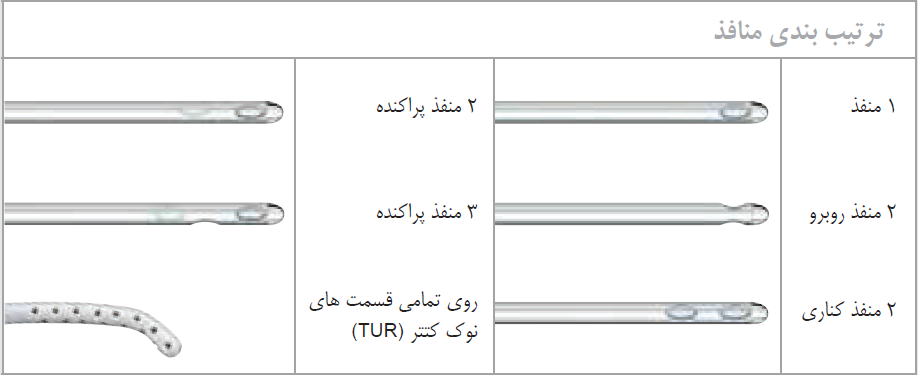 ترتیب بندی منافذ
۱ منفذ
۲ منفذ پراکنده
۲ منفذ روبرو
۳ منفذ پراکنده
۲ منفذ کناری
روی تمامی قسمت های
نوک کتتر (TUR)